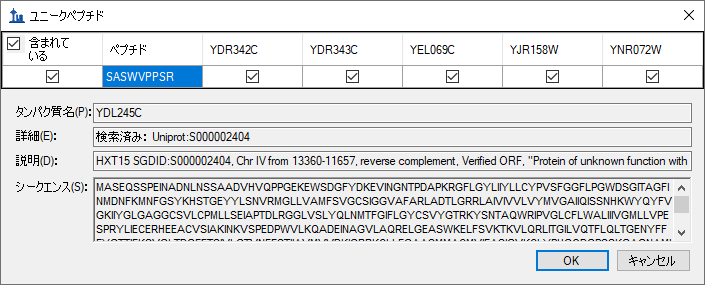 ユニークペプチド
含まれている ペプチド YDR342C YDR343C YEL069C YJR158W YNR072W
SASWVPPSR
タンパク質名(P): YDL245C
詳細(E): 検索済み: Uniprot:S000002404
説明(D): HXT15 SGDID:S000002404, Chr IV from 13360-11657, reverse complement, Verified ORF, "Protein of unknown function with
シークエンス(S): MASEQSSPEINADNLNSSAADVHVQPPGEKEWSDGFYDKEVINGNTPDAPKRGFLGYLIIYLLCYPVSFGGFLPGWDSGITAGFI
NMDNFKMNFGSYKHSTGEYYLSNVRMGLLVAMFSVGCSIGGVAFARLADTLGRRLAIVIVVLVYMVGAIIQISSNHKWYQYFV
GKIIYGLGAGGCSVLCPMLLSEIAPTDLRGGLVSLYQLNMTFGIFLGYCSVYGTRKYSNTAQWRIPVGLCFLWALIIIVGMLLVPE
SPRYLIECERHEEACVSIAKINKVSPEDPWVLKQADEINAGVLAQRELGEASWKELFSVKTKVLQRLITGILVQTFLQLTGENYFF
OK キャンセル